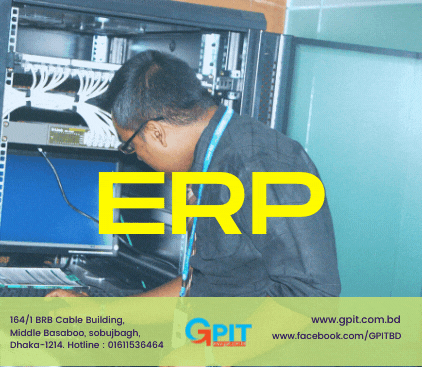 ERP
164/1 BRB Cable Building,
Middle Basaboo, sobujbagh,
Dhaka-1214. Hotline : 01611536464
GPIT
www.gpit.com.bd
www.facebook.com/GPITBD